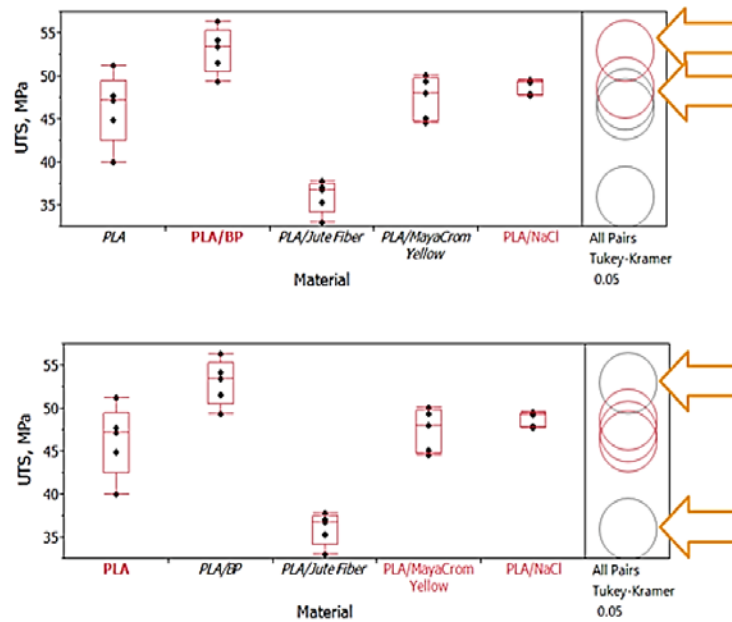 UTS, MPa
55
50
45
40
35
PLA
PLA/BP
PLA/Jute Fiber
PLA/MayaCrom
Yellow
PLA/NaCl
All Pairs
Tukey-Kramer
0.05
Material
UTS, MPa
55
50
45
40
35
PLA
PLA/BP
PLA/Jute Fiber
PLA/MayaCrom
Yellow
PLA/NaCl
All Pairs
Tukey-Kramer
0.05
Material